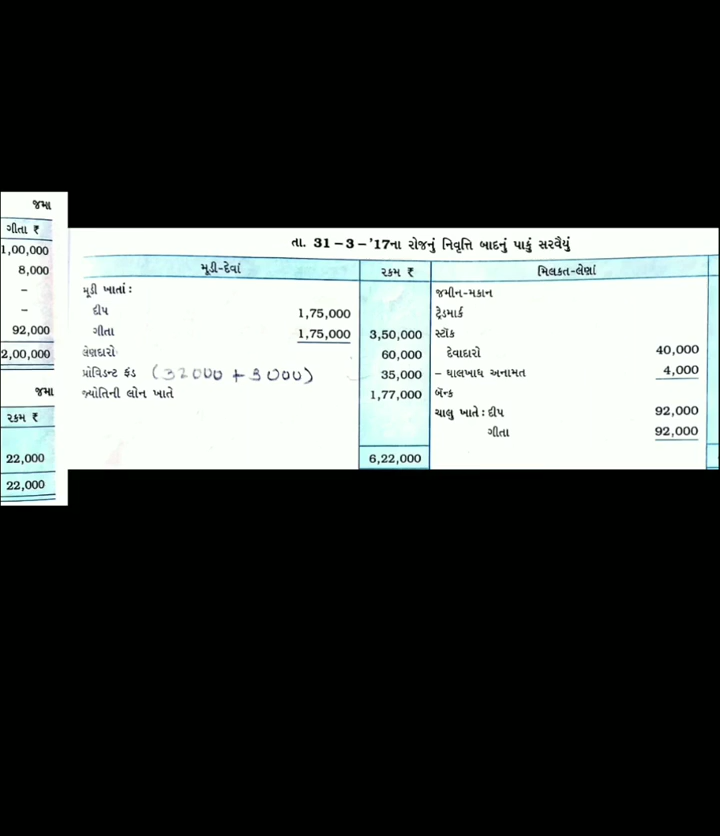 જમા
ગીતા ₹
1,00,000
8,000
–
–
92,000
2,00,000
જમા
રકમ ₹
22,000
22,000
તા. 31-3-'17ના રોજનું નિવૃત્તિ બાદનું પાકું સરવૈયું
મૂડી-દેવાં રકમ ₹ મિલકત-લેણાં
મૂડી ખાતાં : જમીન-મકાન
દીપ 1,75,000 ટ્રેડમાર્ક
ગીતા 1,75,000 3,50,000 સ્ટૉક
લેણદારો 60,000 દેવાદારો 40,000
પ્રોવિડન્ટ ફંડ (32000 + 3000) 35,000 – ઘાલખાધ અનામત 4,000
જ્યોતિની લોન ખાતે 1,77,000 બૅન્ક
ચાલુ ખાતે : દીપ 92,000
ગીતા 92,000
6,22,000